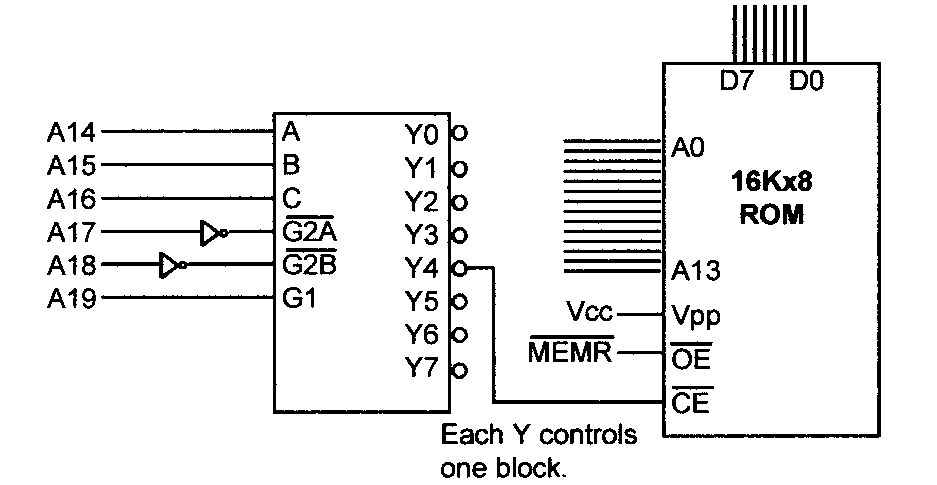 D7 D0
A14 A Y0
A15 B Y1
A16 C Y2
A17 G2A Y3
A18 G2B Y4
A19 G1 Y5
Y6
Y7
A0
16Kx8
ROM
A13
Vcc Vpp
MEMR OE
CE
Each Y controls
one block.